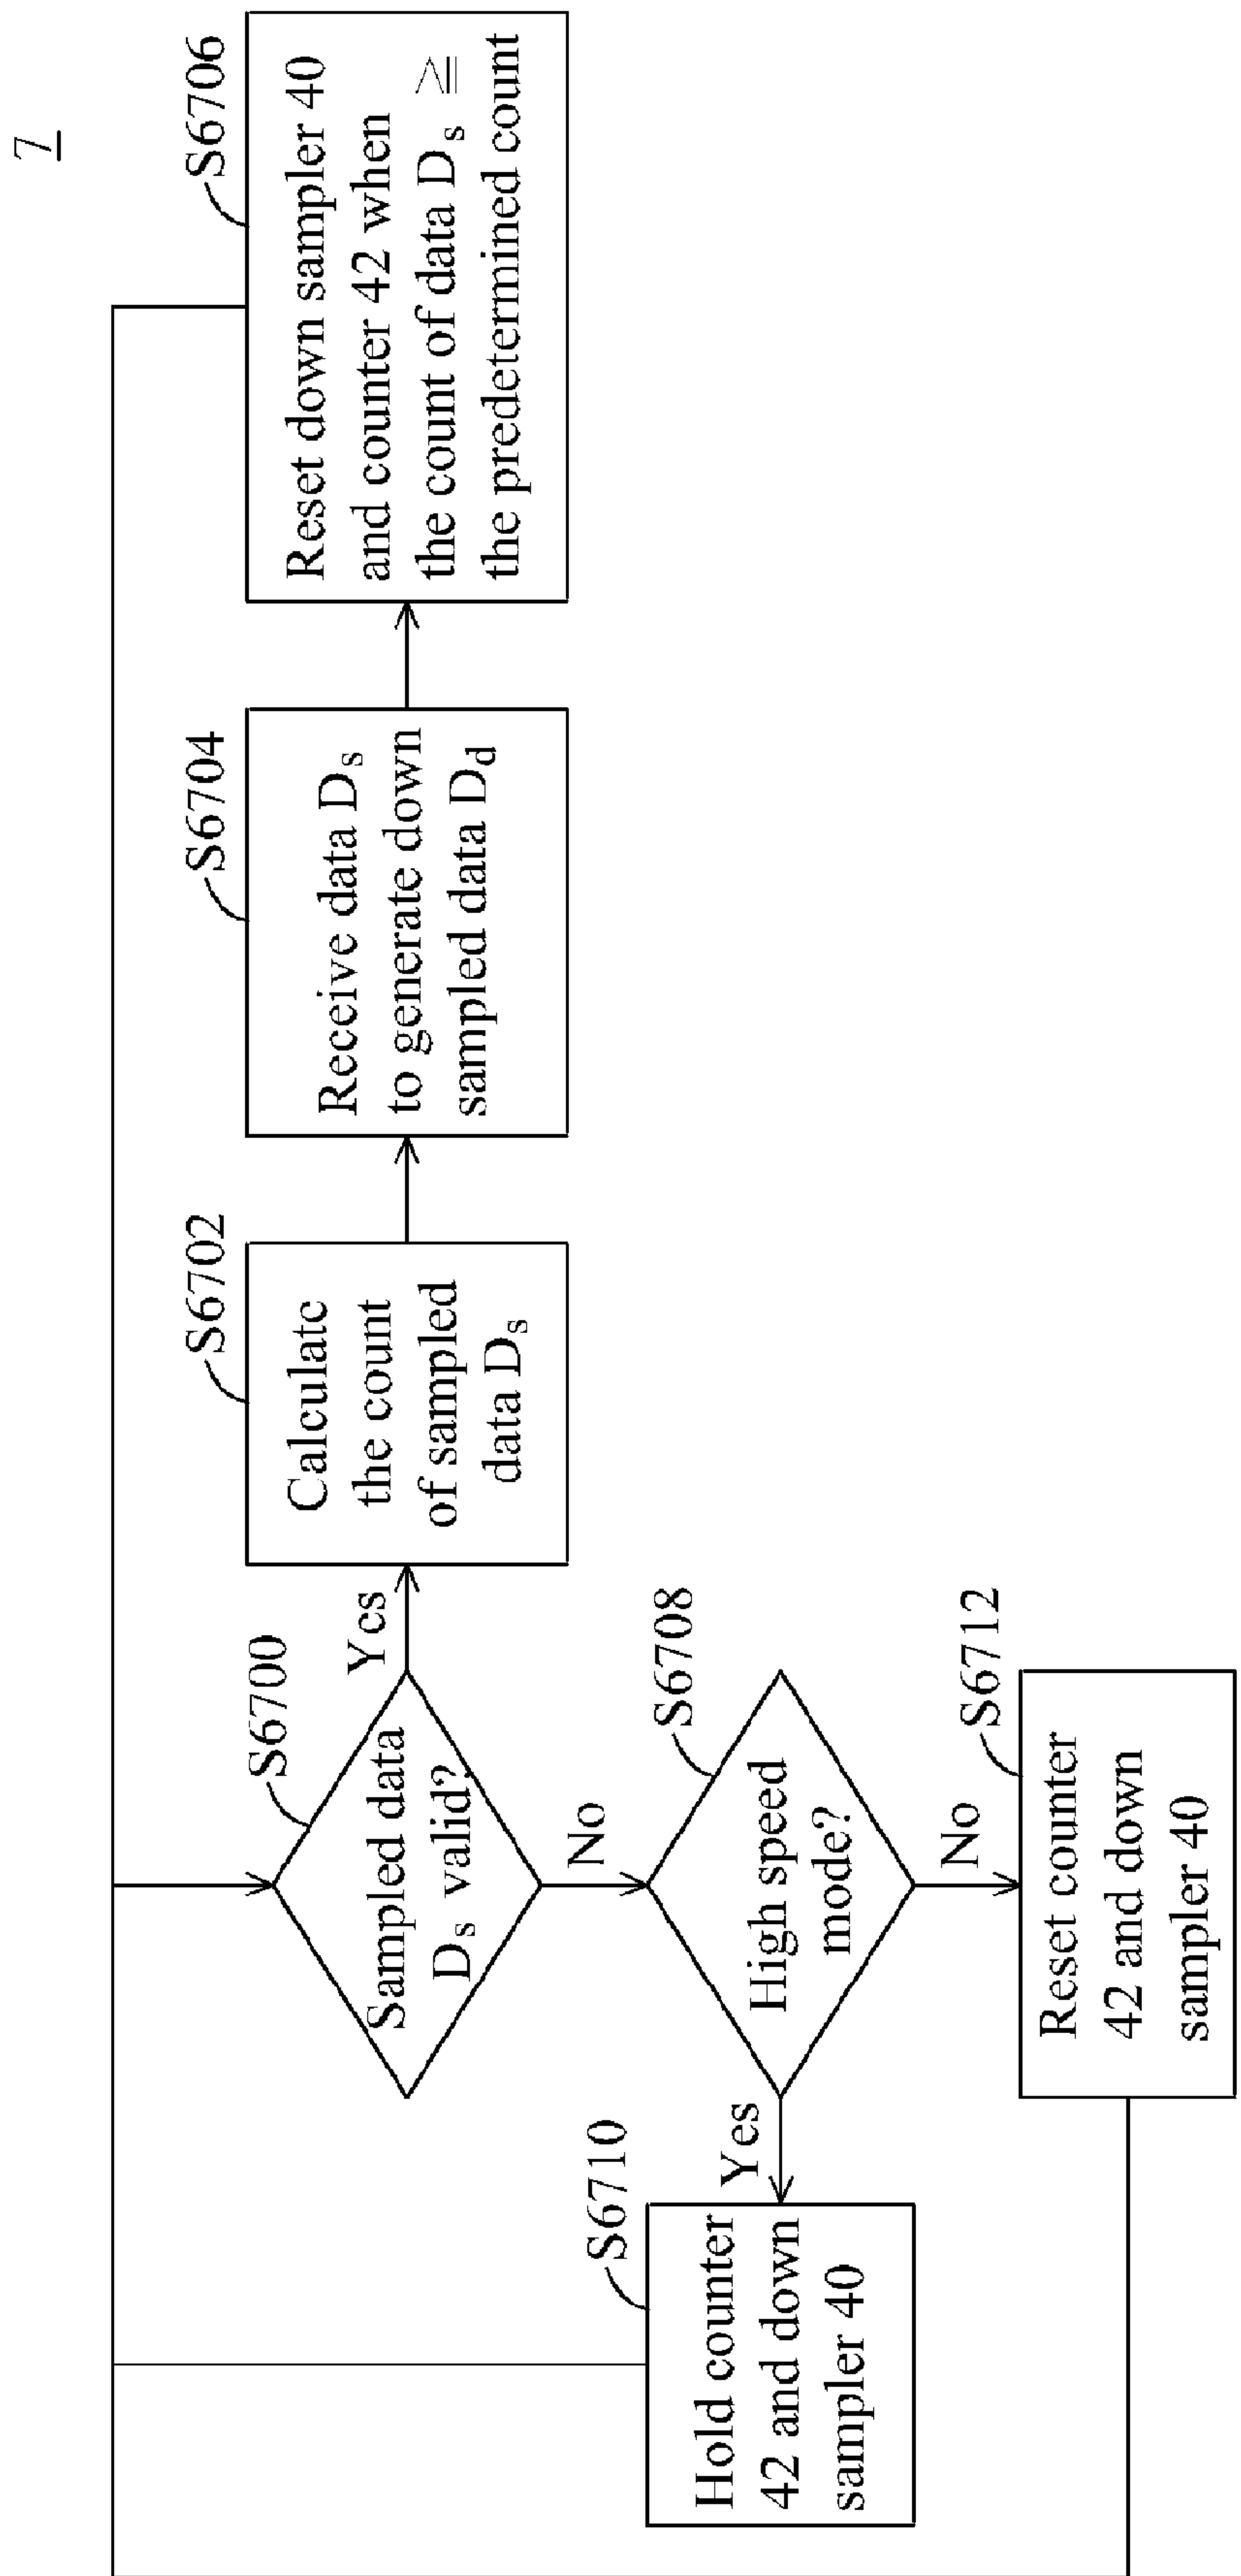 7
S6700
Sampled data
Ds valid?
Yes
S6702
Calculate
the count
of sampled
data Ds
S6704
Receive data Ds
to generate down
sampled data Dd
S6706
Reset down sampler 40
and counter 42 when
the count of data Ds ≧
the predetermined count
No
S6708
High speed
mode?
Yes
S6710
Hold counter
42 and down
sampler 40
No
S6712
Reset counter
42 and down
sampler 40